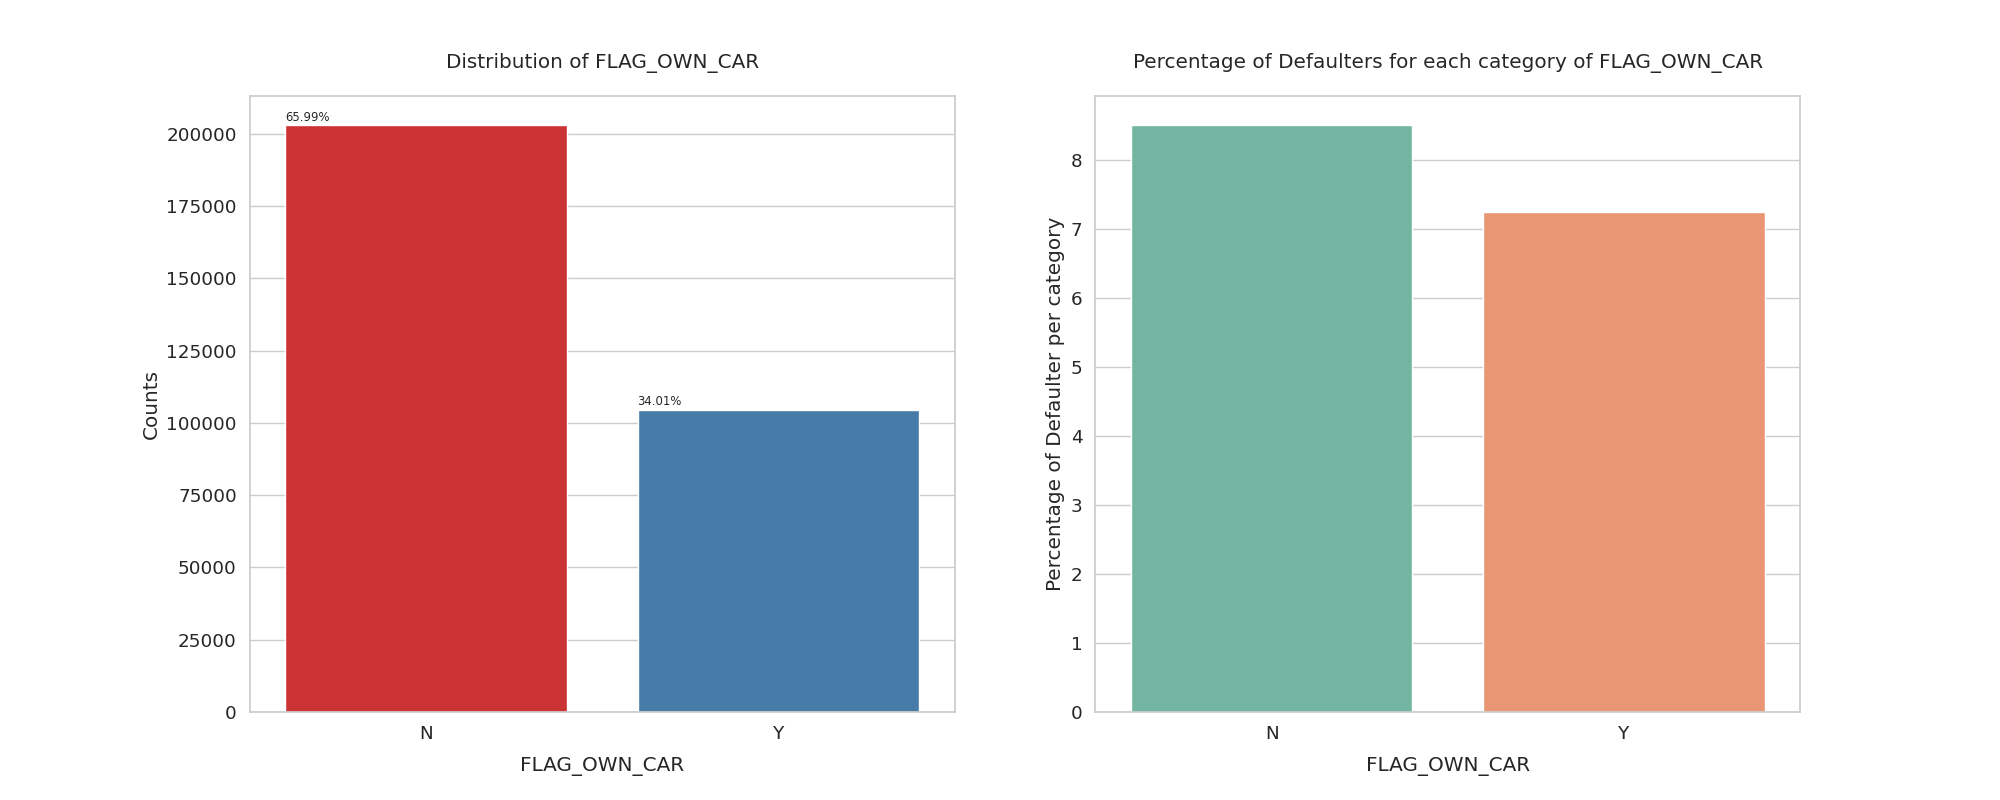 Distribution of FLAG_OWN_CAR
65.99%
34.01%
200000
175000
150000
125000
100000
75000
50000
25000
0
Counts
N Y
FLAG_OWN_CAR
Percentage of Defaulters for each category of FLAG_OWN_CAR
8
7
6
5
4
3
2
1
0
Percentage of Defaulter per category
N Y
FLAG_OWN_CAR